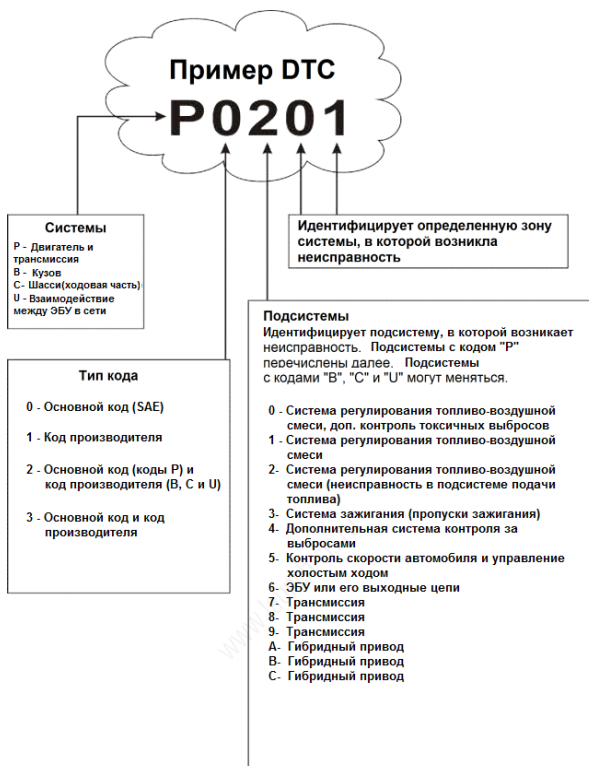 Пример DTC
P0201
Системы
P - Двигатель и
трансмиссия
B - Кузов
C- Шасси(ходовая часть)
U - Взаимодействие
между ЭБУ в сети
Идентифицирует определенную зону
системы, в которой возникла
неисправность
Тип кода
0 - Основной код (SAE)
1 - Код производителя
2 - Основной код (коды P) и
код производителя (B, C и U)
3 - Основной код и код
производителя
Подсистемы
Идентифицирует подсистему, в которой возникает
неисправность. Подсистемы с кодом "P"
перечислены далее. Подсистемы
с кодами "B", "C" и "U" могут меняться.
0 - Система регулирования топливо-воздушной
смеси, доп. контроль токсичных выбросов
1 - Система регулирования топливо-воздушной
смеси
2- Система регулирования топливо-воздушной
смеси (неисправность в подсистеме подачи
топлива)
3- Система зажигания (пропуски зажигания)
4- Дополнительная система контроля за
выбросами
5- Контроль скорости автомобиля и управление
холостым ходом
6- ЭБУ или его выходные цепи
7- Трансмиссия
8- Трансмиссия
9- Трансмиссия
A- Гибридный привод
B- Гибридный привод
C- Гибридный привод